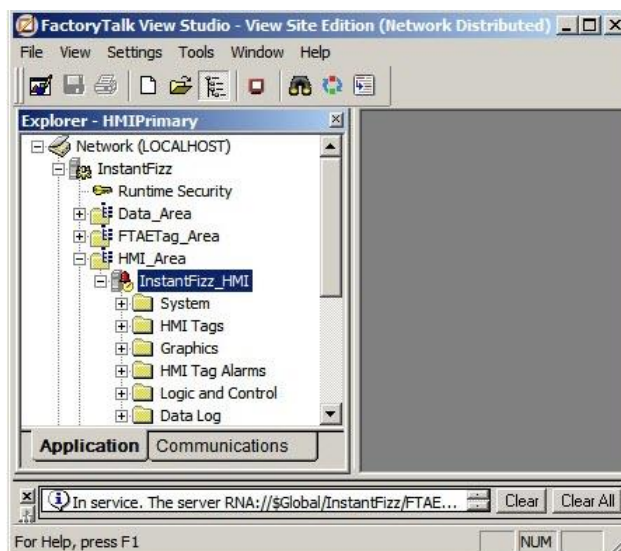 FactoryTalk View Studio - View Site Edition (Network Distributed)
File View Settings Tools Window Help
Explorer - HMIPrimary
Network (LOCALHOST)
InstantFizz
Runtime Security
Data_Area
FTAETag_Area
HMI_Area
InstantFizz_HMI
System
HMI Tags
Graphics
HMI Tag Alarms
Logic and Control
Data Log
Application Communications
In service. The server RNA://$Global/InstantFizz/FTAE... Clear Clear All
For Help, press F1 NUM